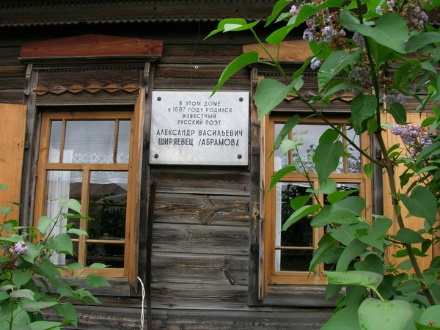 В ЭТОМ ДОМЕ
В 1887 ГОДУ РОДИЛСЯ
ИЗВЕСТНЫЙ
РУССКИЙ ПОЭТ
АЛЕКСАНДР ВАСИЛЬЕВИЧ
ШИРЯЕВЕЦ /АБРАМОВ/